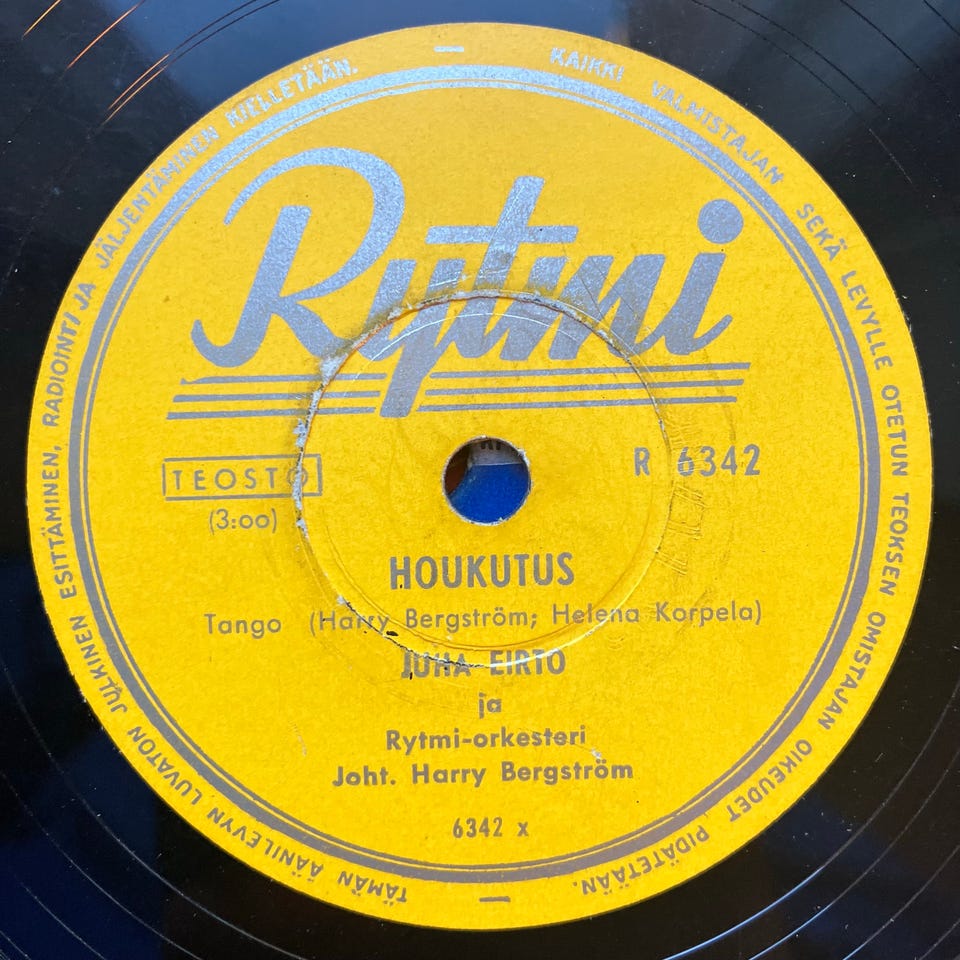 KAIKKI VALMISTAJAN SEKÄ LEVYLLE OTETUN TEOKSEN OMISTAJAN OIKEUDET PIDÄTETÄÄN.
TÄMÄN ÄÄNILEVYN LUVATON JULKINEN ESITTÄMINEN, RADIOINTI JA JÄLJENTÄMINEN KIELLETÄÄN.
Rytmi
TEOSTO
R 6342
(3:00)
HOUKUTUS
Tango (Harry Bergström; Helena Korpela)
JUHA EIRTO
ja
Rytmi-orkesteri
Joht. Harry Bergström
6342 x